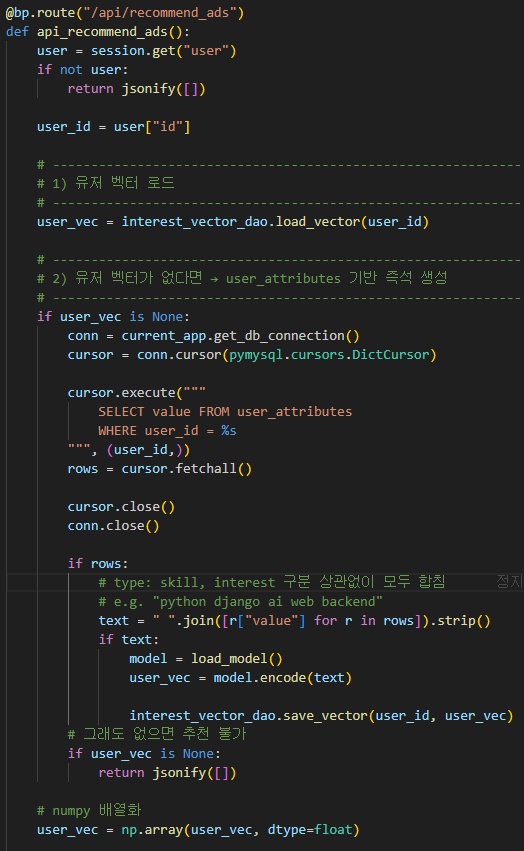 @bp.route("/api/recommend_ads")
def api_recommend_ads():
    user = session.get("user")
    if not user:
        return jsonify([])

    user_id = user["id"]

    # -------------------------------------------------------------
    # 1) 유저 벡터 로드
    # -------------------------------------------------------------
    user_vec = interest_vector_dao.load_vector(user_id)

    # -------------------------------------------------------------
    # 2) 유저 벡터가 없다면 → user_attributes 기반 즉석 생성
    # -------------------------------------------------------------
    if user_vec is None:
        conn = current_app.get_db_connection()
        cursor = conn.cursor(pymysql.cursors.DictCursor)

        cursor.execute("""
            SELECT value FROM user_attributes
            WHERE user_id = %s
        """, (user_id,))
        rows = cursor.fetchall()

        cursor.close()
        conn.close()

        if rows:
            # type: skill, interest 구분 상관없이 모두 합침 정지
            # e.g. "python django ai web backend"
            text = " ".join([r["value"] for r in rows]).strip()
            if text:
                model = load_model()
                user_vec = model.encode(text)

                interest_vector_dao.save_vector(user_id, user_vec)
        # 그래도 없으면 추천 불가
        if user_vec is None:
            return jsonify([])

    # numpy 배열화
    user_vec = np.array(user_vec, dtype=float)